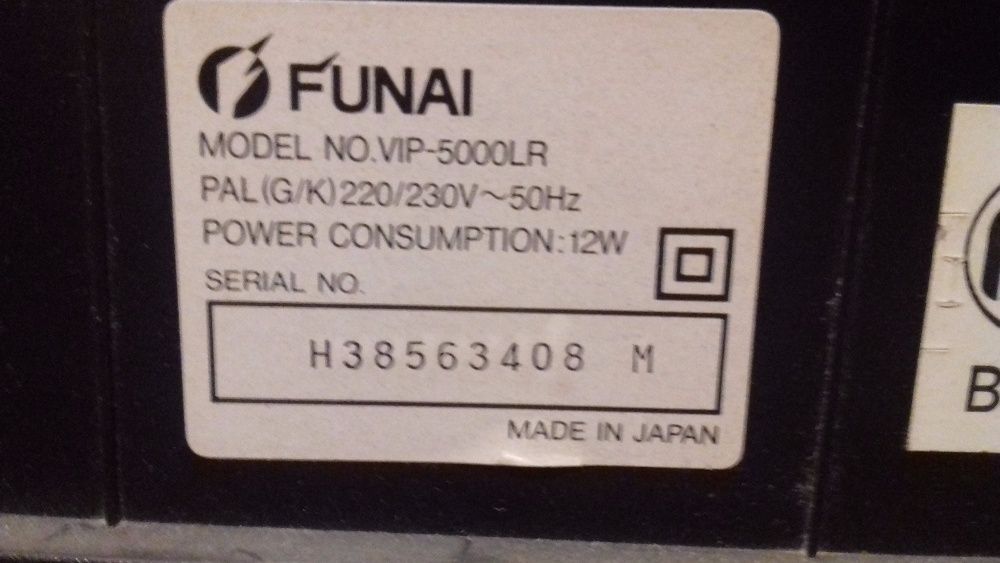 FUNAI
MODEL NO.VIP-5000LR
PAL(G/K)220/230V~50Hz
POWER CONSUMPTION:12W
SERIAL NO.
H38563408 M
MADE IN JAPAN
B